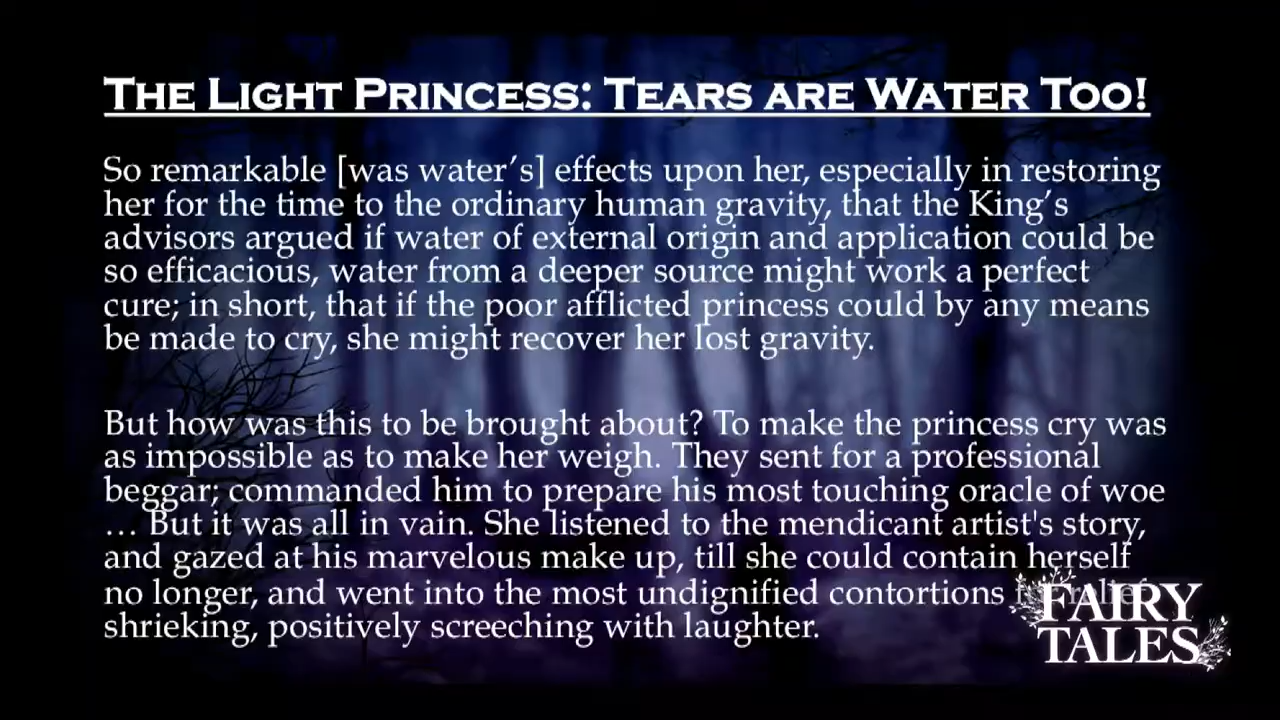 THE LIGHT PRINCESS: TEARS ARE WATER TOO!
So remarkable [was water's] effects upon her, especially in restoring
her for the time to the ordinary human gravity, that the King's
advisors argued if water of external origin and application could be
so efficacious, water from a deeper source might work a perfect
cure; in short, that if the poor afflicted princess could by any means
be made to cry, she might recover her lost gravity.
But how was this to be brought about? To make the princess cry was
as impossible as to make her weigh. They sent for a professional
beggar; commanded him to prepare his most touching oracle of woe
… But it was all in vain. She listened to the mendicant artist's story,
and gazed at his marvelous make up, till she could contain herself
no longer, and went into the most undignified contortions
shrieking, positively screeching with laughter.
FAIRY
TALES